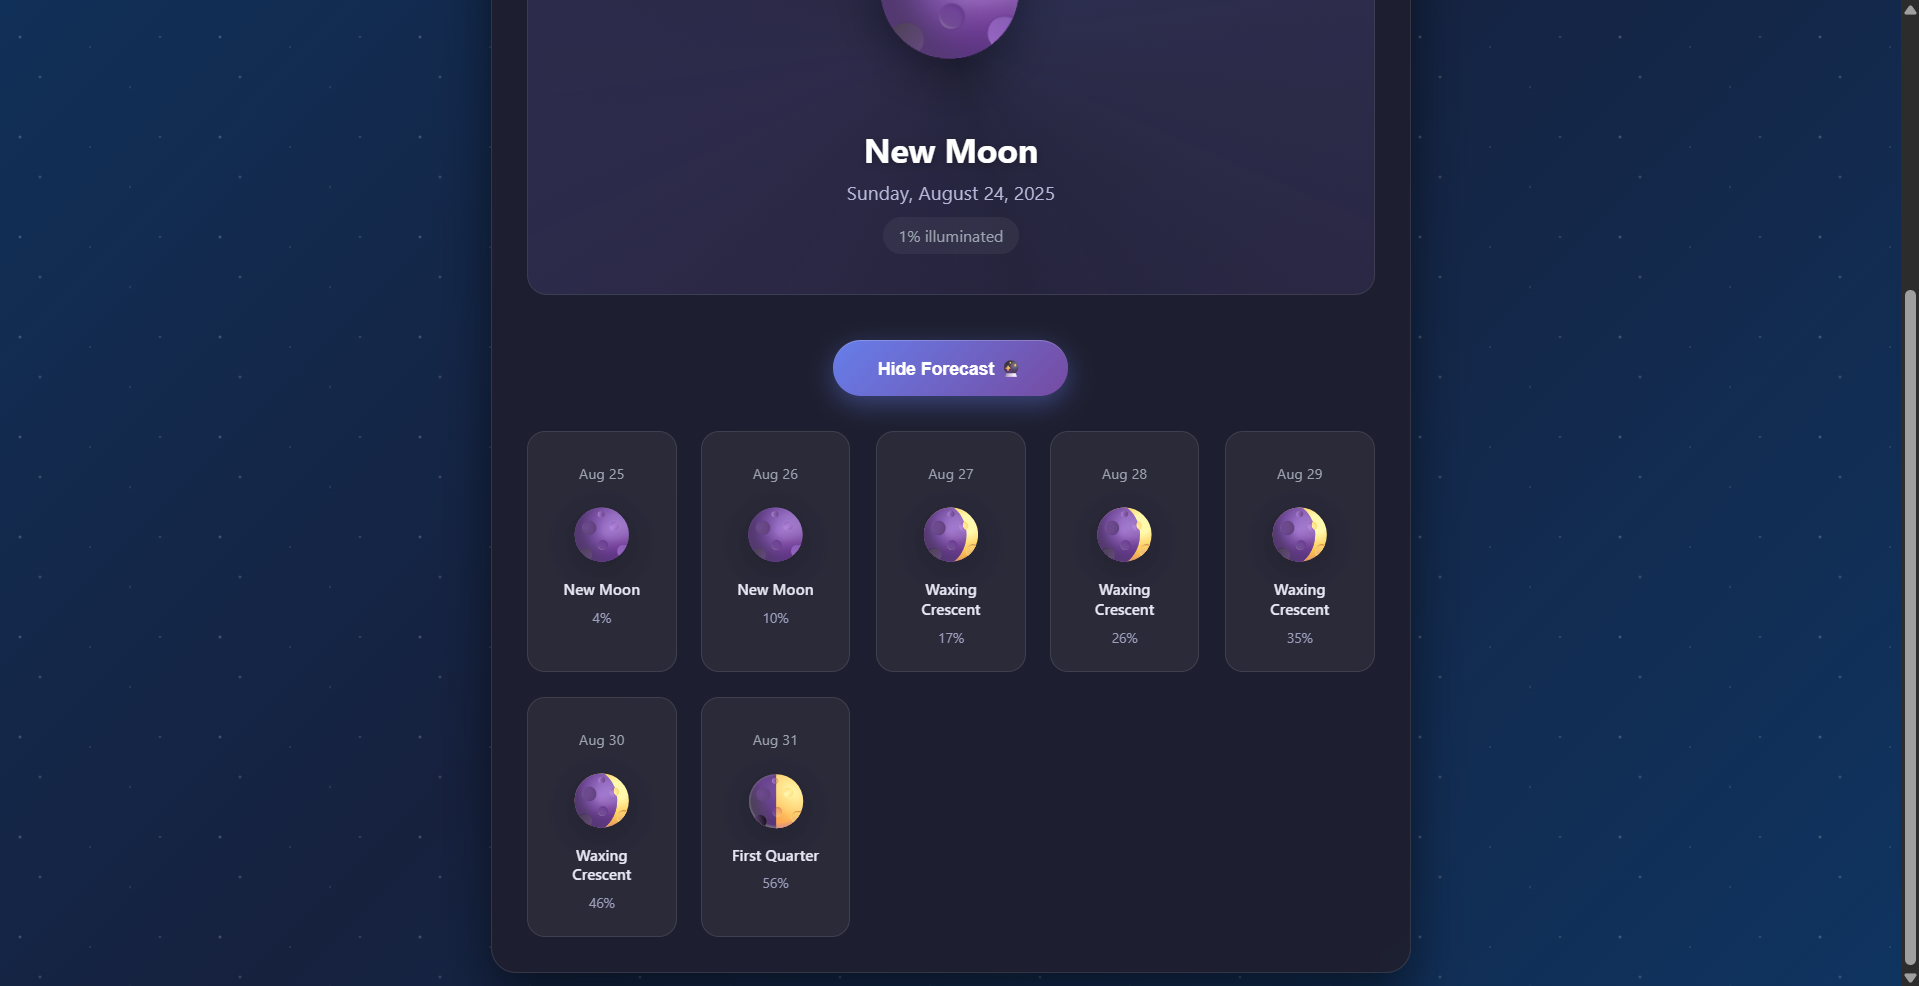 New Moon
Sunday, August 24, 2025
1% illuminated
Hide Forecast 🔮
Aug 25
New Moon
4%
Aug 26
New Moon
10%
Aug 27
Waxing
Crescent
17%
Aug 28
Waxing
Crescent
26%
Aug 29
Waxing
Crescent
35%
Aug 30
Waxing
Crescent
46%
Aug 31
First Quarter
56%